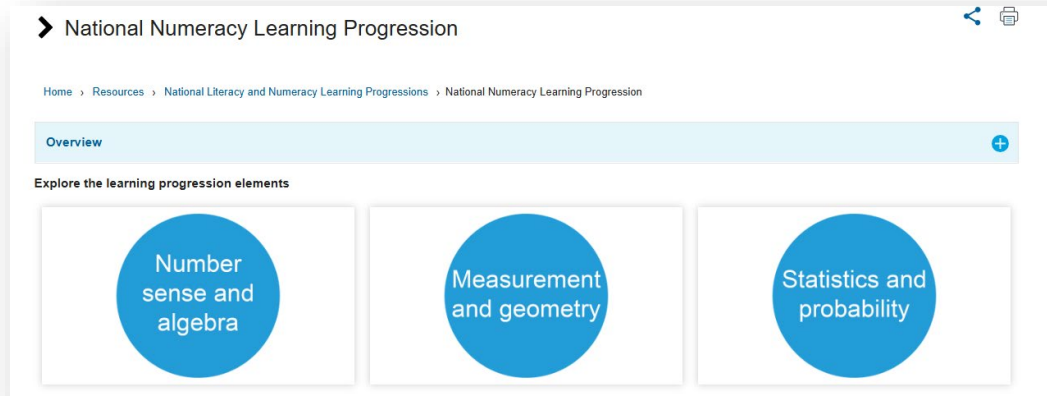 National Numeracy Learning Progression
Home › Resources › National Literacy and Numeracy Learning Progressions › National Numeracy Learning Progression
Overview
Explore the learning progression elements
Number
sense and
algebra
Measurement
and geometry
Statistics and
probability